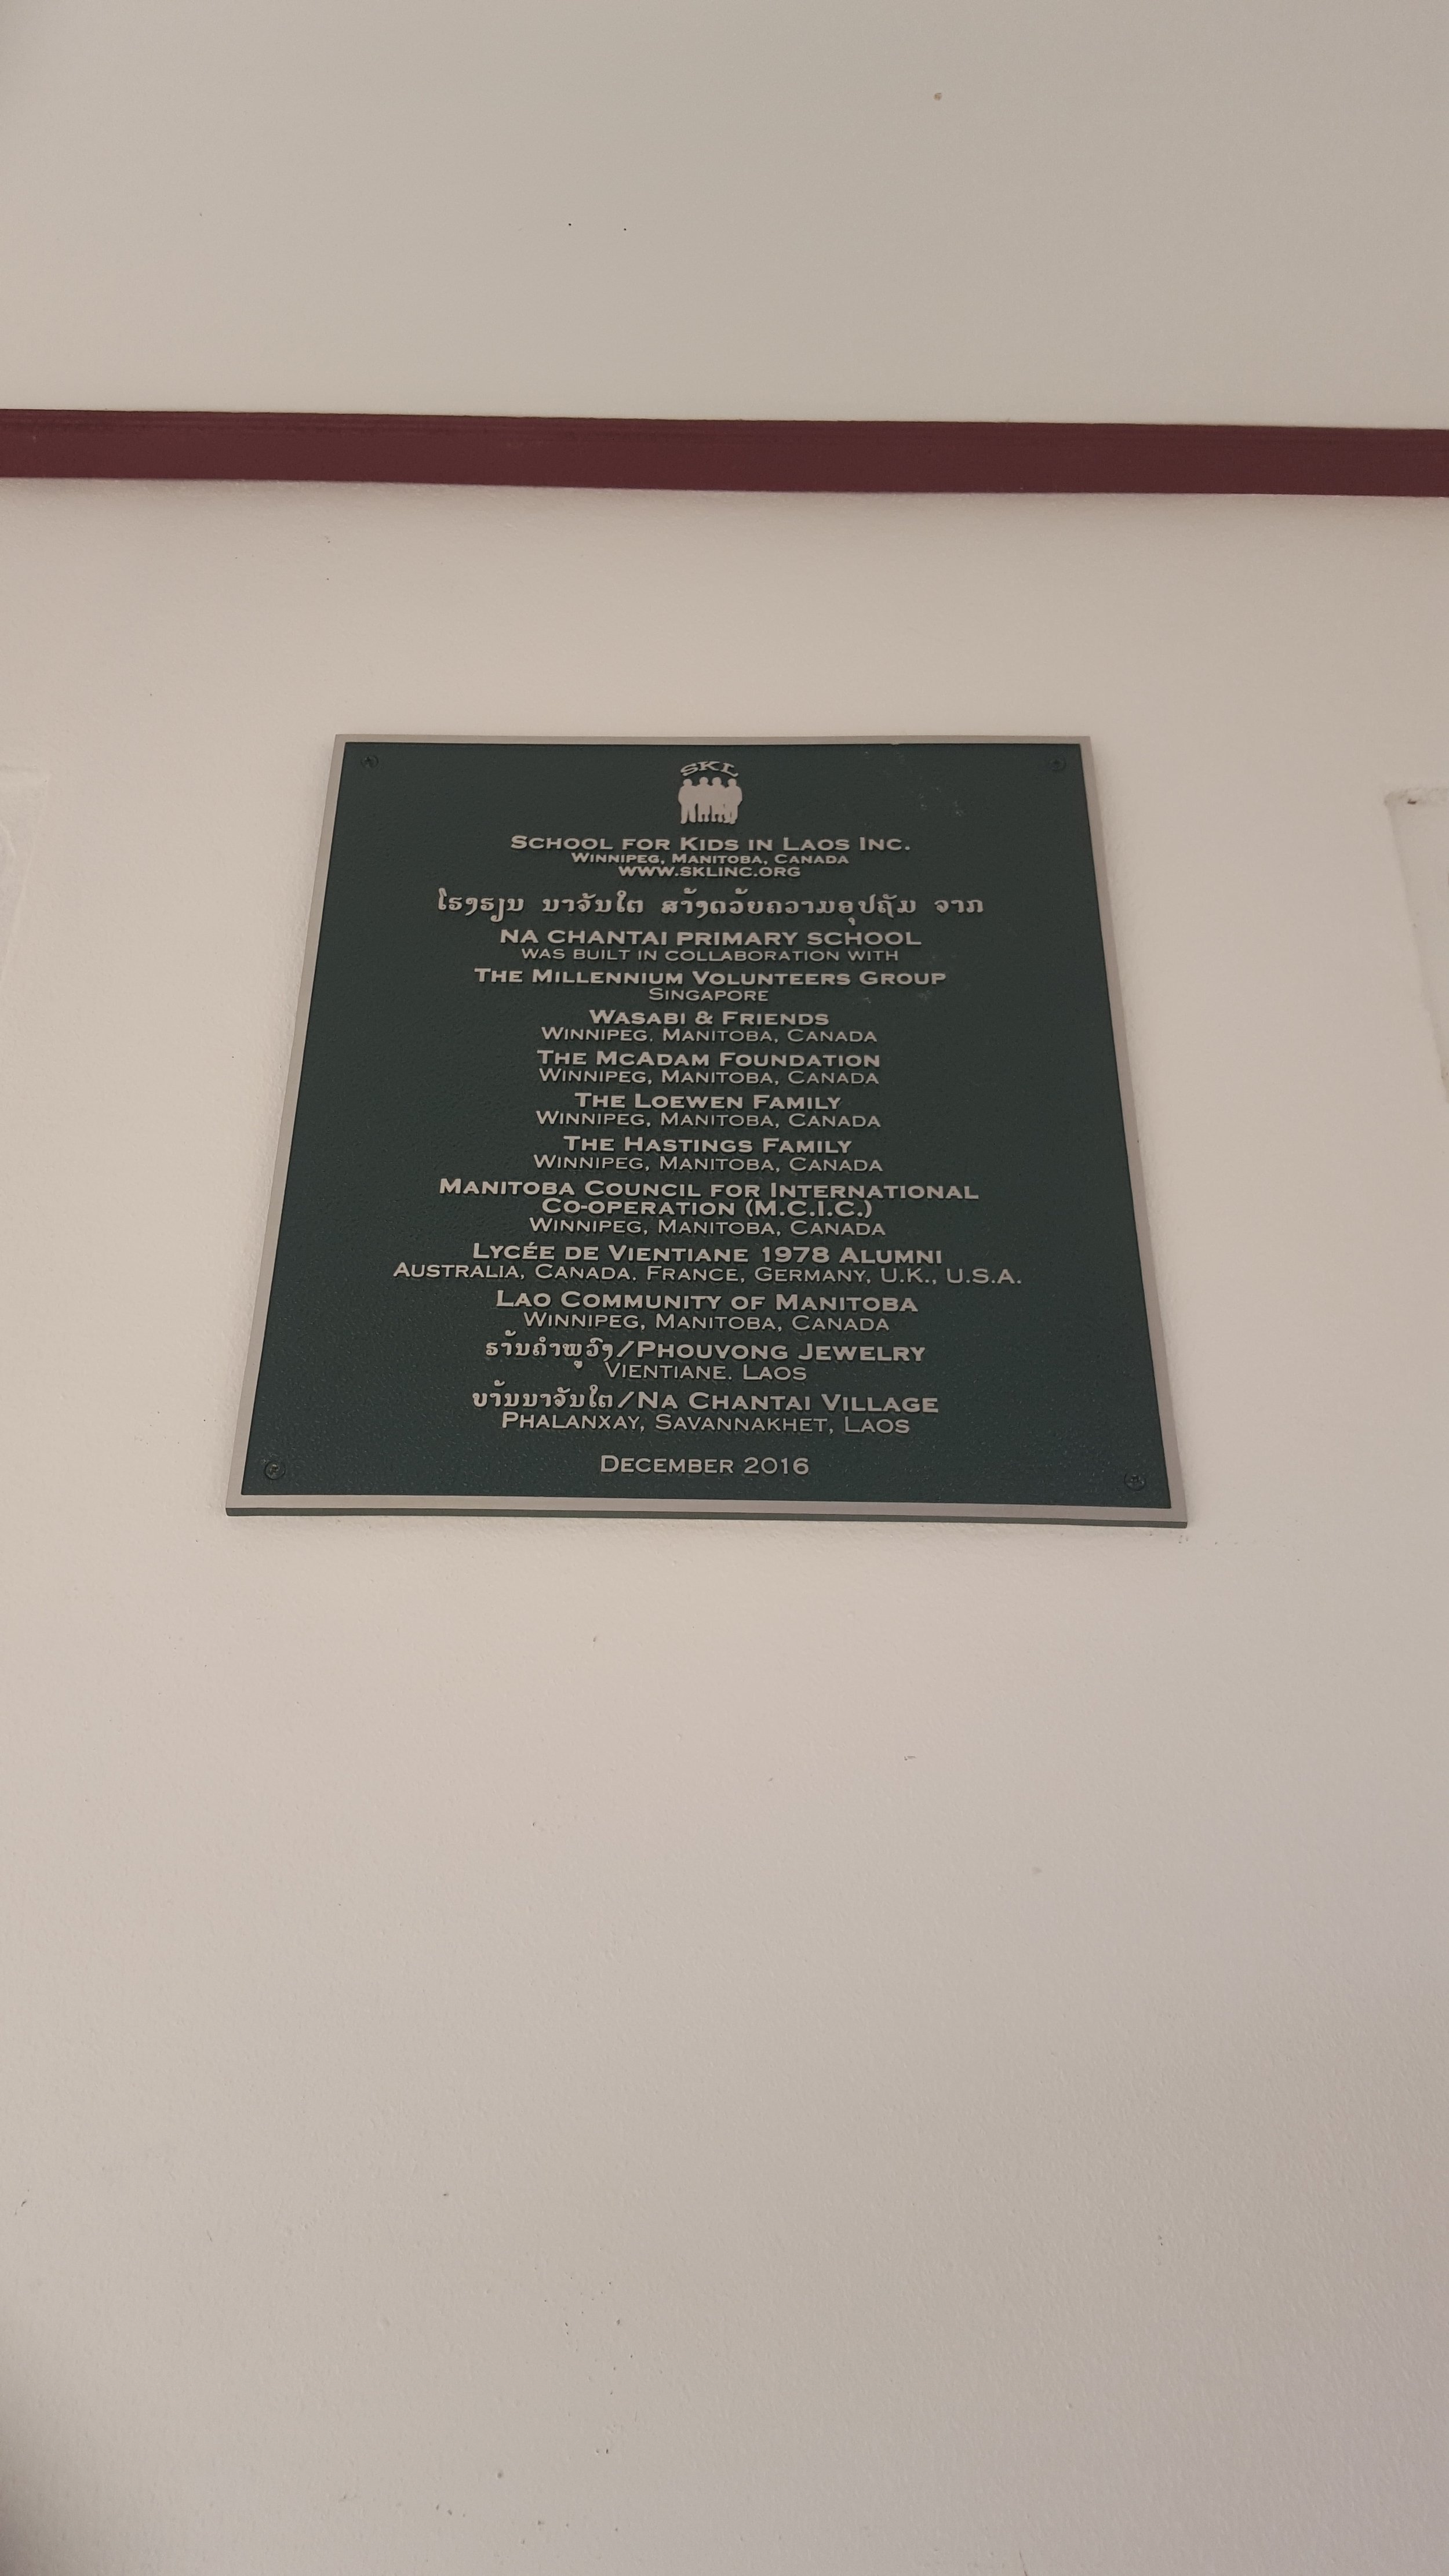 SKL
SCHOOL FOR KIDS IN LAOS INC.
WINNIPEG, MANITOBA, CANADA
WWW.SKLINC.ORG
ໂຮງຮຽນ ນາຈັນໃຕ ສ້າງດວ້ຍຄວາມອຸປຖັມ ຈາກ
NA CHANTAI PRIMARY SCHOOL
WAS BUILT IN COLLABORATION WITH
THE MILLENNIUM VOLUNTEERS GROUP
SINGAPORE
WASABI & FRIENDS
WINNIPEG, MANITOBA, CANADA
THE MCADAM FOUNDATION
WINNIPEG, MANITOBA, CANADA
THE LOEWEN FAMILY
WINNIPEG, MANITOBA, CANADA
THE HASTINGS FAMILY
WINNIPEG, MANITOBA, CANADA
MANITOBA COUNCIL FOR INTERNATIONAL
CO-OPERATION (M.C.I.C.)
WINNIPEG, MANITOBA, CANADA
LYCÉE DE VIENTIANE 1978 ALUMNI
AUSTRALIA, CANADA, FRANCE, GERMANY, U.K., U.S.A.
LAO COMMUNITY OF MANITOBA
WINNIPEG, MANITOBA, CANADA
ຮ້ານຄຳພູວົງ/PHOUVONG JEWELRY
VIENTIANE, LAOS
ບ້ານນາຈັນໃຕ/NA CHANTAI VILLAGE
PHALANXAY, SAVANNAKHET, LAOS
DECEMBER 2016